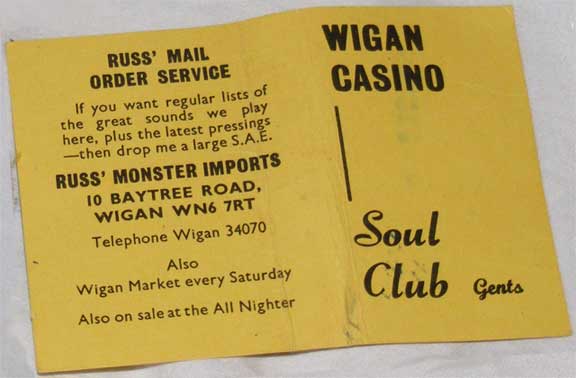 RUSS' MAIL
ORDER SERVICE
If you want regular lists of
the great sounds we play
here, plus the latest pressings
—then drop me a large S.A.E.
RUSS' MONSTER IMPORTS
10 BAYTREE ROAD,
WIGAN WN6 7RT
Telephone Wigan 34070
Also
Wigan Market every Saturday
Also on sale at the All Nighter
WIGAN
CASINO
Soul
Club Gents